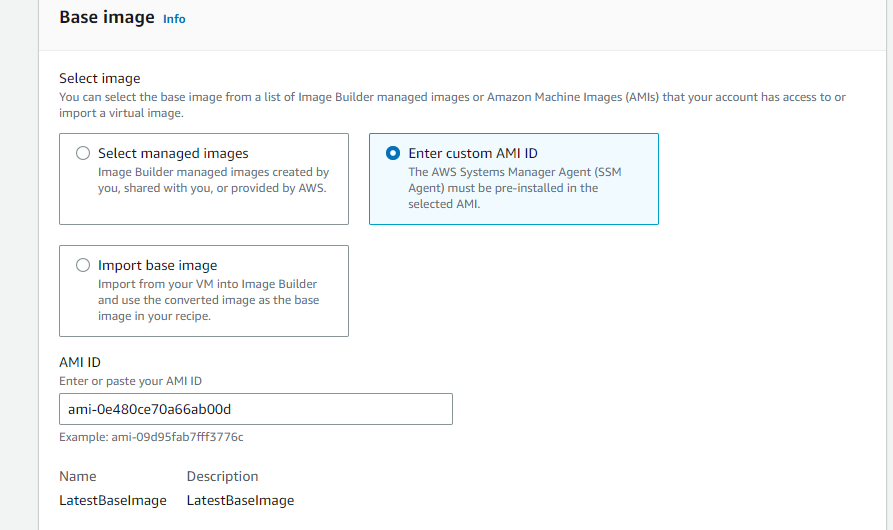 Base image Info
Select image
You can select the base image from a list of Image Builder managed images or Amazon Machine Images (AMIs) that your account has access to or
import a virtual image.
Select managed images
Image Builder managed images created by
you, shared with you, or provided by AWS.
Enter custom AMI ID
The AWS Systems Manager Agent (SSM
Agent) must be pre-installed in the
selected AMI.
Import base image
Import from your VM into Image Builder
and use the converted image as the base
image in your recipe.
AMI ID
Enter or paste your AMI ID
ami-0e480ce70a66ab00d
Example: ami-09d95fab7fff3776c
Name Description
LatestBaseImage LatestBaseImage